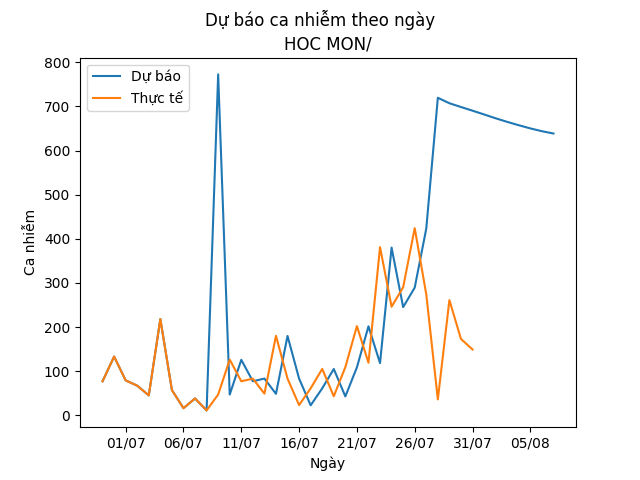 Dự báo ca nhiễm theo ngày
HOC MON/
Dự báo
Thực tế
800
700
600
500
400
300
200
100
0
Ca nhiễm
01/07 06/07 11/07 16/07 21/07 26/07 31/07 05/08
Ngày